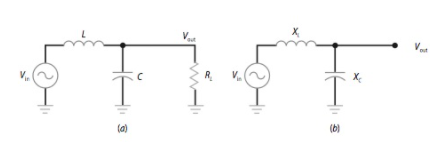 L
V_out
V_in
C
R_L
(a)
X_L
V_out
V_in
X_C
(b)